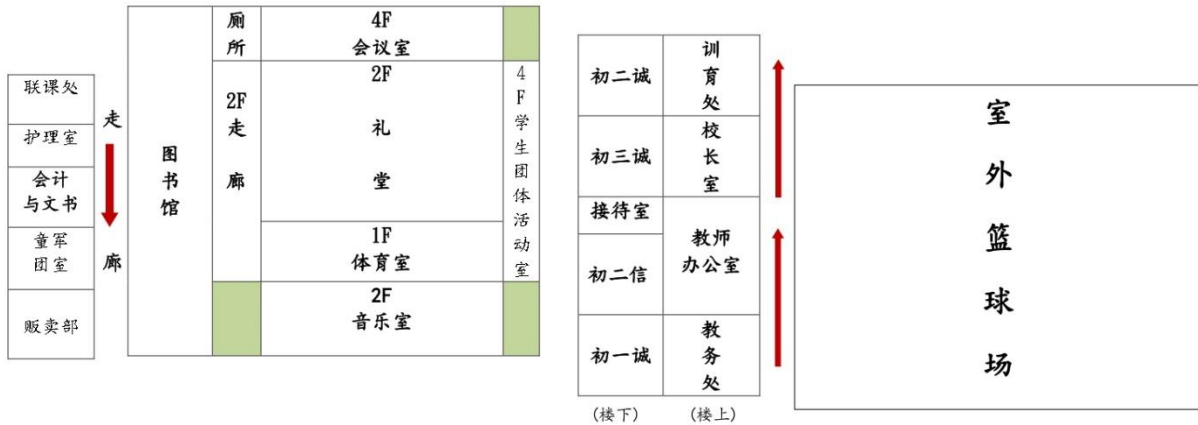 联课处
护理室
会计
与文书
童军
团室
贩卖部
走
廊
图
书
馆
厕
所
2F
走
廊
4F
会议室
2F
礼
堂
1F
体育室
2F
音乐室
4
F
学
生
团
体
活
动
室
初二诚
初三诚
接待室
初二信
初一诚
(楼下)
训
育
处
校
长
室
教师
办公室
教
务
处
(楼上)
室
外
篮
球
场